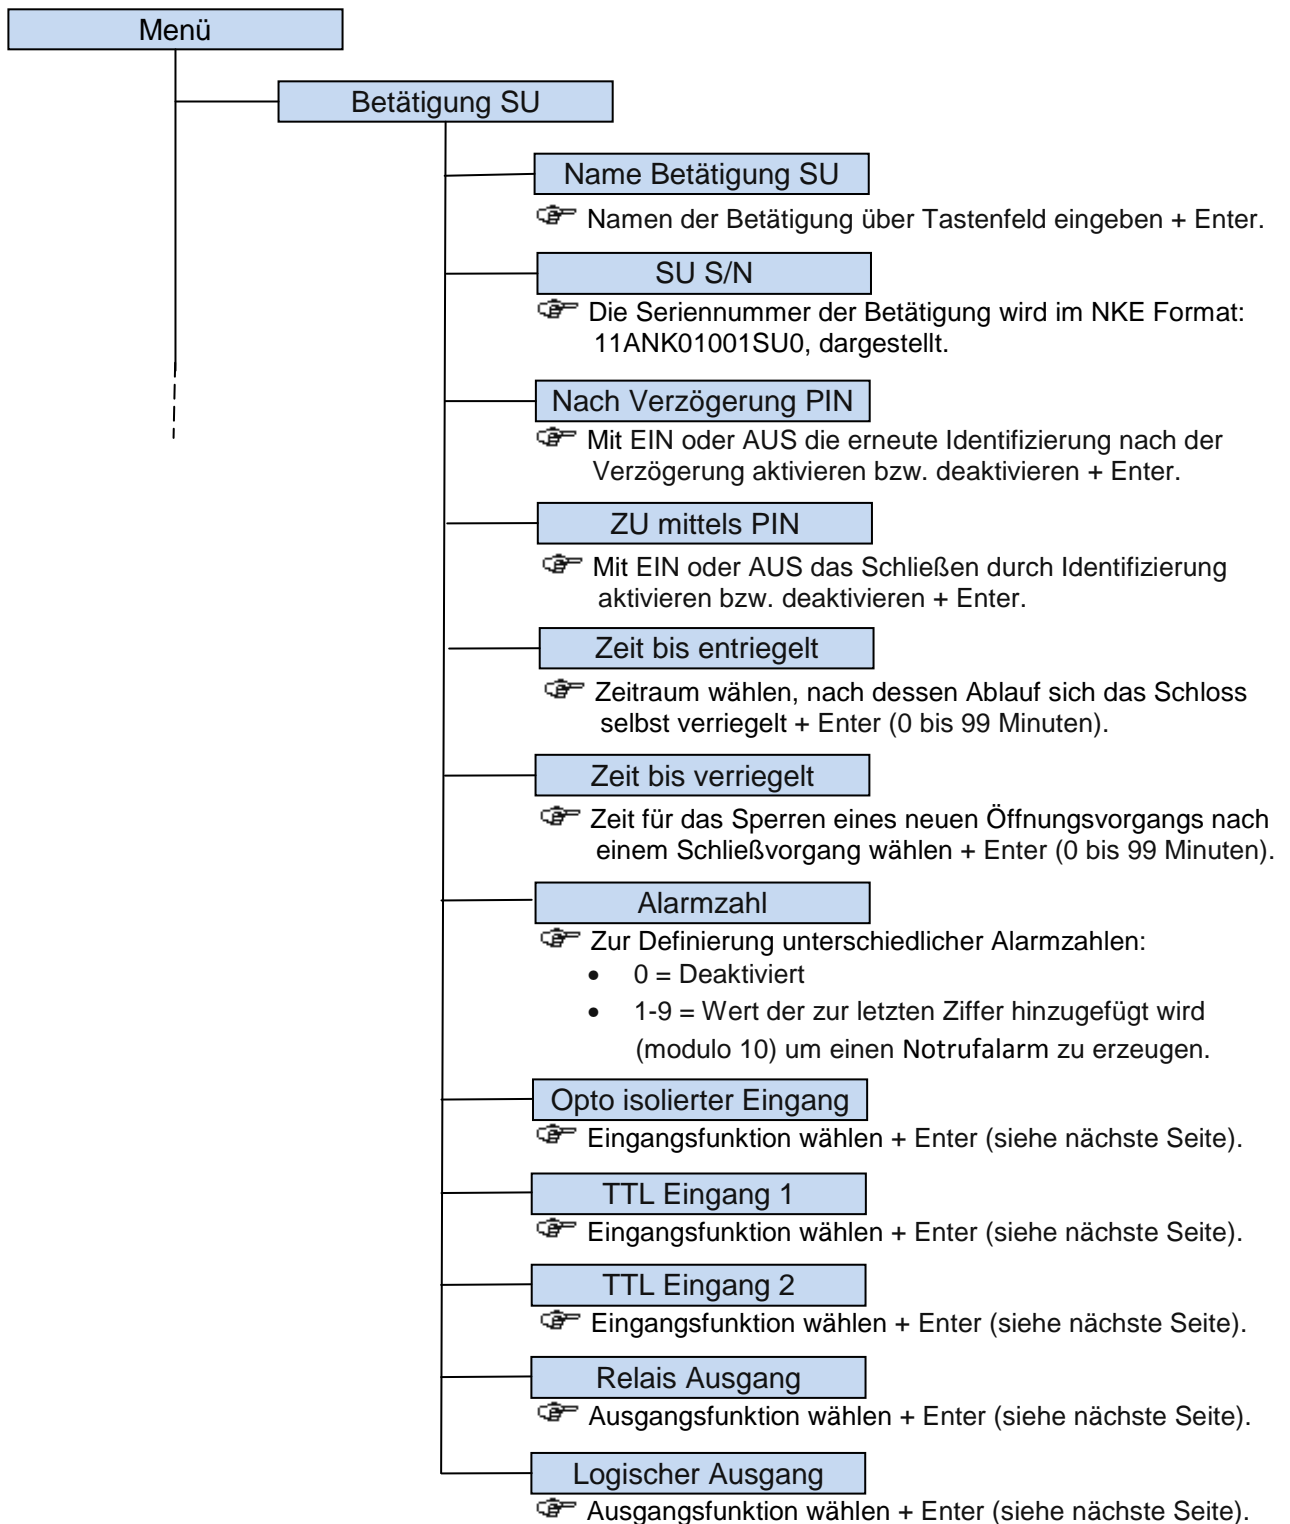 Menü
Betätigung SU
Name Betätigung SU
Namen der Betätigung über Tastenfeld eingeben + Enter.
SU S/N
Die Seriennummer der Betätigung wird im NKE Format:
11ANK01001SU0, dargestellt.
Nach Verzögerung PIN
Mit EIN oder AUS die erneute Identifizierung nach der
Verzögerung aktivieren bzw. deaktivieren + Enter.
ZU mittels PIN
Mit EIN oder AUS das Schließen durch Identifizierung
aktivieren bzw. deaktivieren + Enter.
Zeit bis entriegelt
Zeitraum wählen, nach dessen Ablauf sich das Schloss
selbst verriegelt + Enter (0 bis 99 Minuten).
Zeit bis verriegelt
Zeit für das Sperren eines neuen Öffnungsvorgangs nach
einem Schließvorgang wählen + Enter (0 bis 99 Minuten).
Alarmzahl
Zur Definierung unterschiedlicher Alarmzahlen:
• 0 = Deaktiviert
• 1-9 = Wert der zur letzten Ziffer hinzugefügt wird
(modulo 10) um einen Notrufalarm zu erzeugen.
Opto isolierter Eingang
Eingangsfunktion wählen + Enter (siehe nächste Seite).
TTL Eingang 1
Eingangsfunktion wählen + Enter (siehe nächste Seite).
TTL Eingang 2
Eingangsfunktion wählen + Enter (siehe nächste Seite).
Relais Ausgang
Ausgangsfunktion wählen + Enter (siehe nächste Seite).
Logischer Ausgang
Ausgangsfunktion wählen + Enter (siehe nächste Seite).